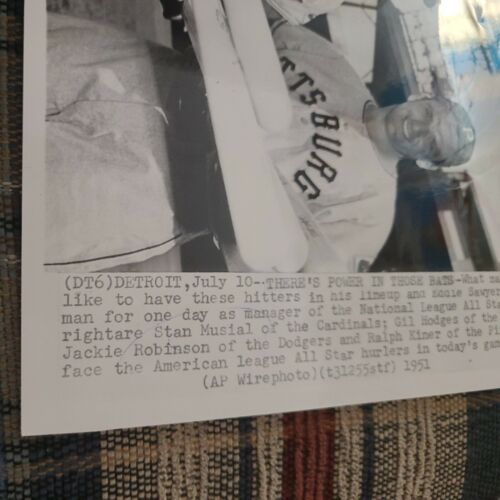 TTSBURG
(DT6)DETROIT,July 10--THERE'S POWER IN THOSE BATS--What
like to have these hitters in his lineup and Eddie Sawyer
man for one day as manager of the National League All Sta
rightare Stan Musial of the Cardinals; Gil Hodges of the
Jackie Robinson of the Dodgers and Ralph Kiner of the
face the American league All Star hurlers in today's gam
(AP Wirephoto)(t31255stf) 1951